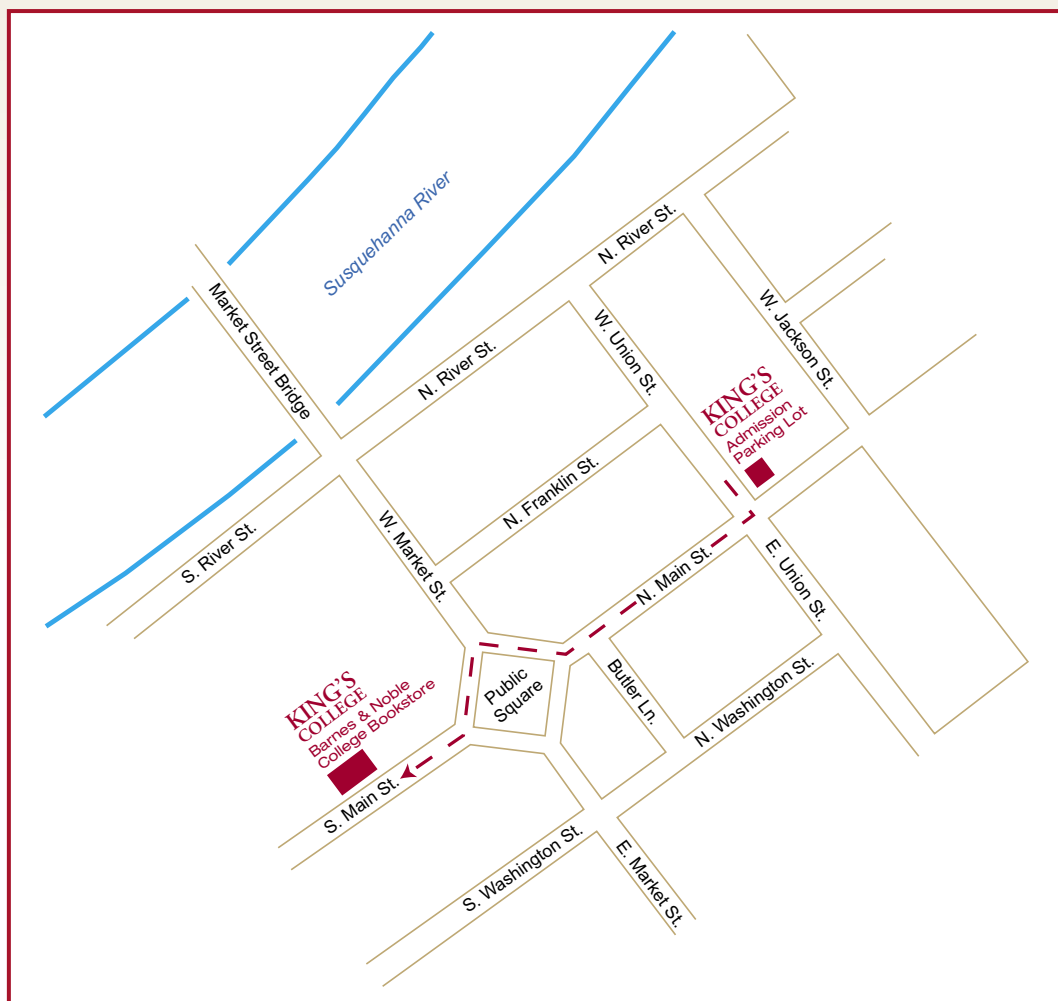 Susquehanna River
N. River St.
Market Street Bridge
W. Union St.
W. Jackson St.
N. River St.
KING'S
COLLEGE
Admission
Parking Lot
N. Franklin St.
W. Market St.
S. River St.
N. Main St.
E. Union St.
Public
Square
Butler Ln.
N. Washington St.
KING'S
COLLEGE
Barnes & Noble
College Bookstore
S. Main St.
S. Washington St.
E. Market St.